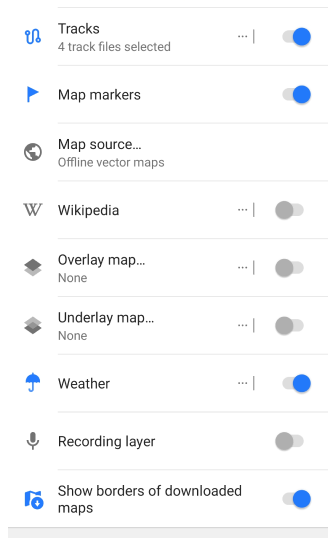 Tracks
4 track files selected
Map markers
Map source...
Offline vector maps
Wikipedia
Overlay map...
None
Underlay map...
None
Weather
Recording layer
Show borders of downloaded
maps